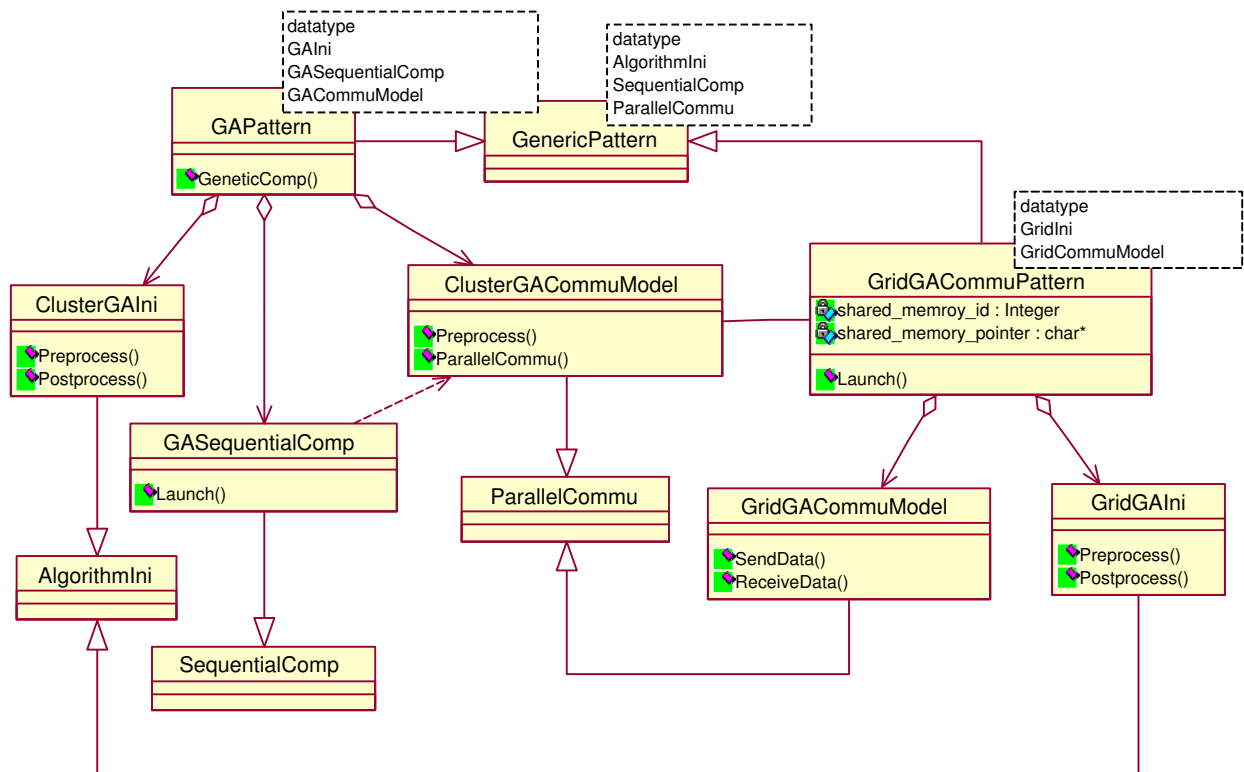 datatype
GAIni
GASequentialComp
GACommuModel
datatype
AlgorithmIni
SequentialComp
ParallelCommu
GAPattern
GeneticComp()
GenericPattern
datatype
GridIni
GridCommuModel
ClusterGAIni
Preprocess()
Postprocess()
ClusterGACommuModel
Preprocess()
ParallelCommu()
GridGACommuPattern
shared_memroy_id : Integer
shared_memory_pointer : char*
Launch()
GASequentialComp
Launch()
ParallelCommu
GridGACommuModel
SendData()
ReceiveData()
GridGAIni
Preprocess()
Postprocess()
AlgorithmIni
SequentialComp